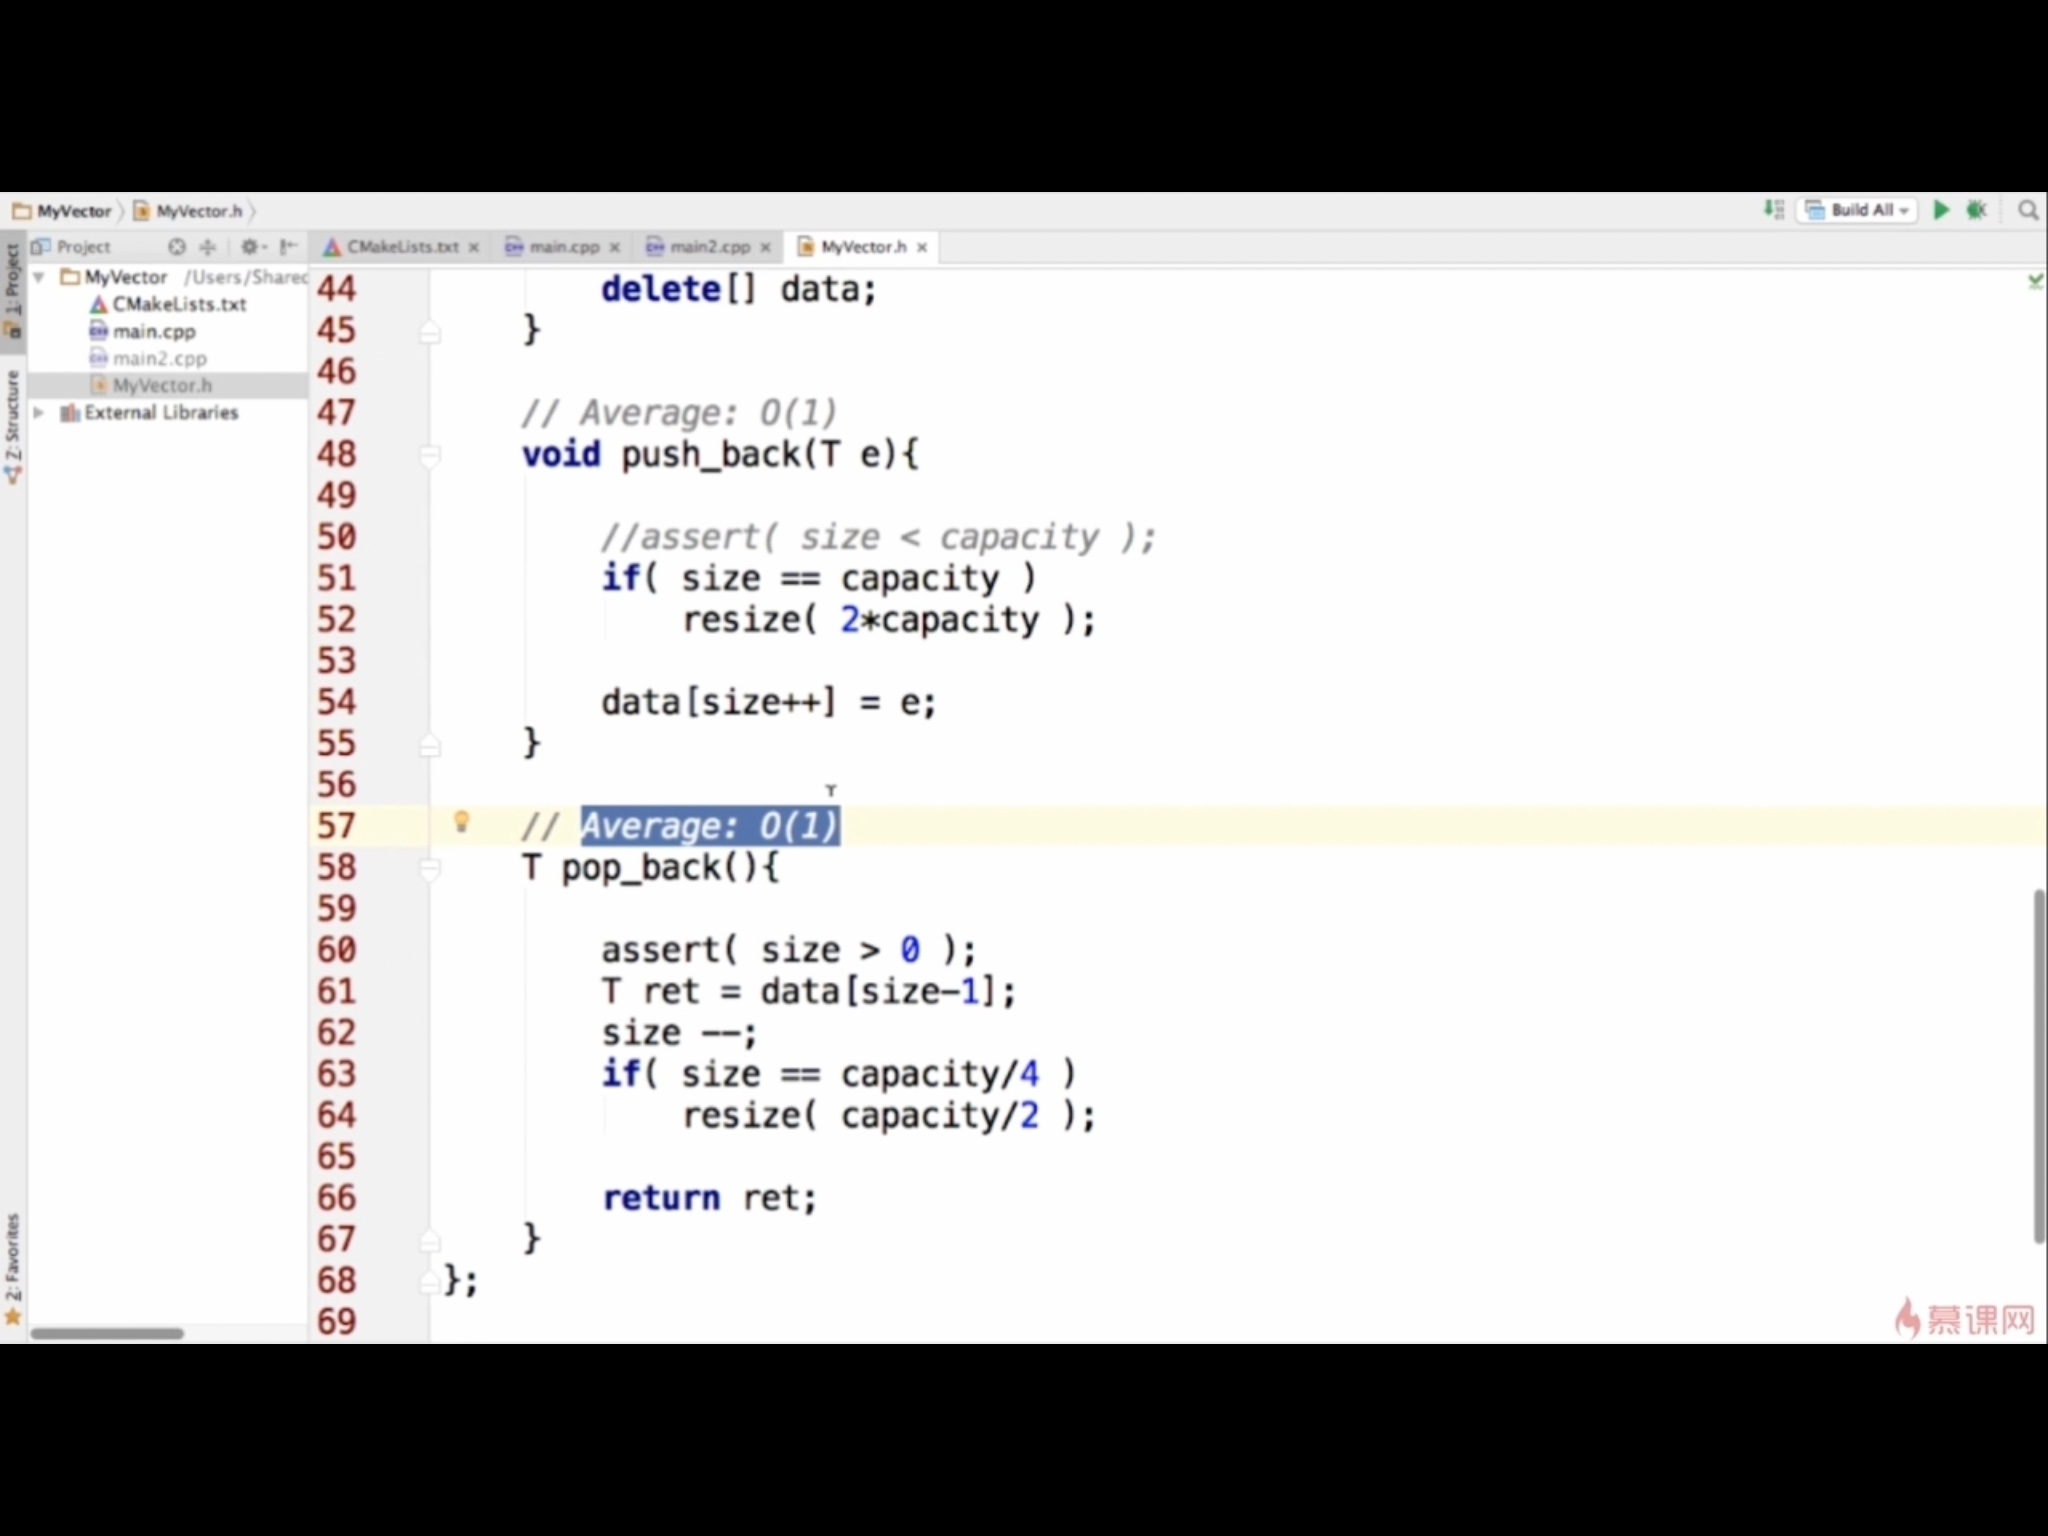 MyVector MyVector.h Build All
1: Project
Project CMakeLists.txt main.cpp main2.cpp MyVector.h
MyVector /Users/Shared
CMakeLists.txt
main.cpp
main2.cpp
MyVector.h
External Libraries
Z: Structure
2: Favorites
44 delete[] data;
45 }
46
47 // Average: O(1)
48 void push_back(T e){
49
50 //assert( size < capacity );
51 if( size == capacity )
52 resize( 2*capacity );
53
54 data[size++] = e;
55 }
56
57 // Average: O(1)
58 T pop_back(){
59
60 assert( size > 0 );
61 T ret = data[size-1];
62 size --;
63 if( size == capacity/4 )
64 resize( capacity/2 );
65
66 return ret;
67 }
68 };
69
慕课网